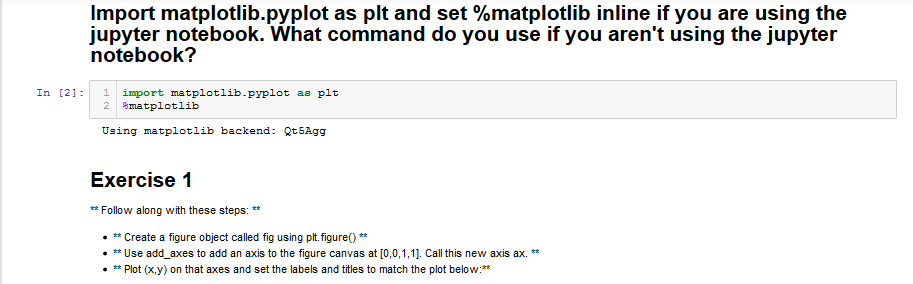 Import matplotlib.pyplot as plt and set %matplotlib inline if you are using the
jupyter notebook. What command do you use if you aren't using the jupyter
notebook?
In [2]:
1 import matplotlib.pyplot as plt
2 %matplotlib
Using matplotlib backend: Qt5Agg
Exercise 1
** Follow along with these steps: **
• ** Create a figure object called fig using plt.figure() **
• ** Use add_axes to add an axis to the figure canvas at [0,0,1,1]. Call this new axis ax. **
• ** Plot (x,y) on that axes and set the labels and titles to match the plot below:**